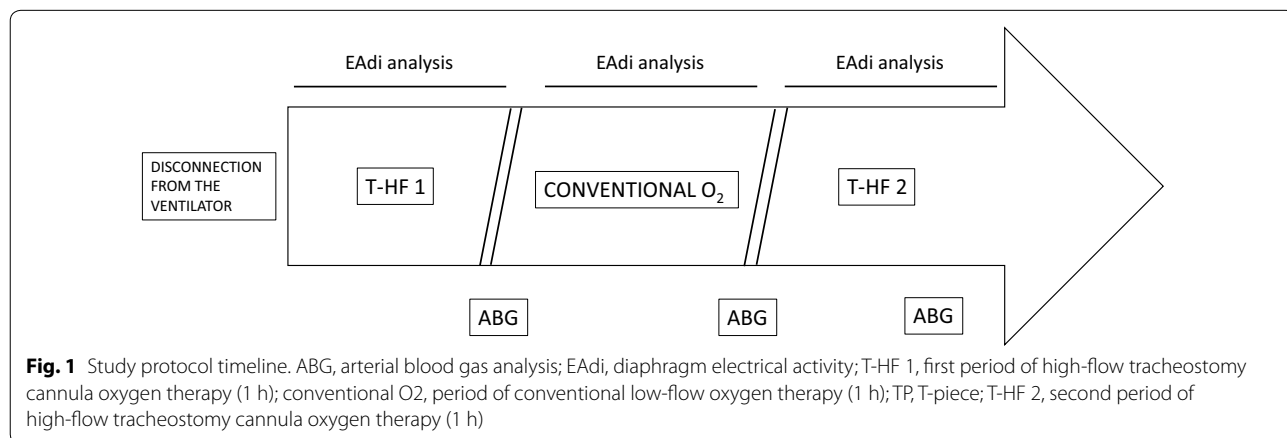 EAdi analysis EAdi analysis EAdi analysis
DISCONNECTION
FROM THE
VENTILATOR
T-HF 1 CONVENTIONAL O₂ T-HF 2
ABG ABG ABG
Fig. 1 Study protocol timeline. ABG, arterial blood gas analysis; EAdi, diaphragm electrical activity; T-HF 1, first period of high-flow tracheostomy
cannula oxygen therapy (1 h); conventional O2, period of conventional low-flow oxygen therapy (1 h); TP, T-piece; T-HF 2, second period of
high-flow tracheostomy cannula oxygen therapy (1 h)